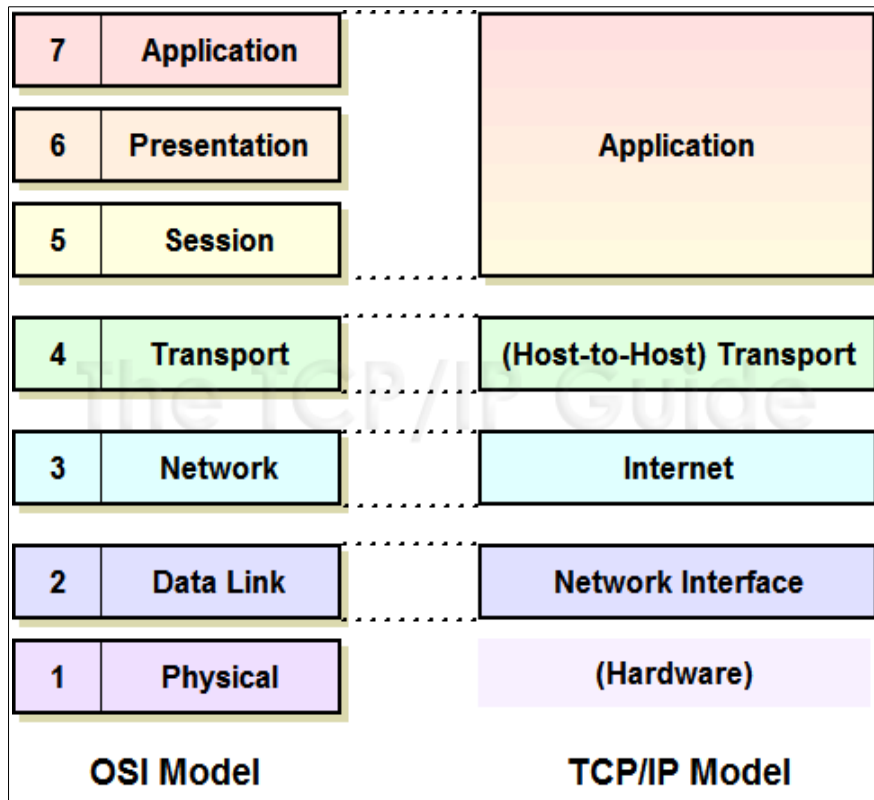 7 Application
6 Presentation
5 Session
4 Transport
3 Network
2 Data Link
1 Physical
OSI Model
Application
(Host-to-Host) Transport
Internet
Network Interface
(Hardware)
TCP/IP Model
The TCP/IP Guide